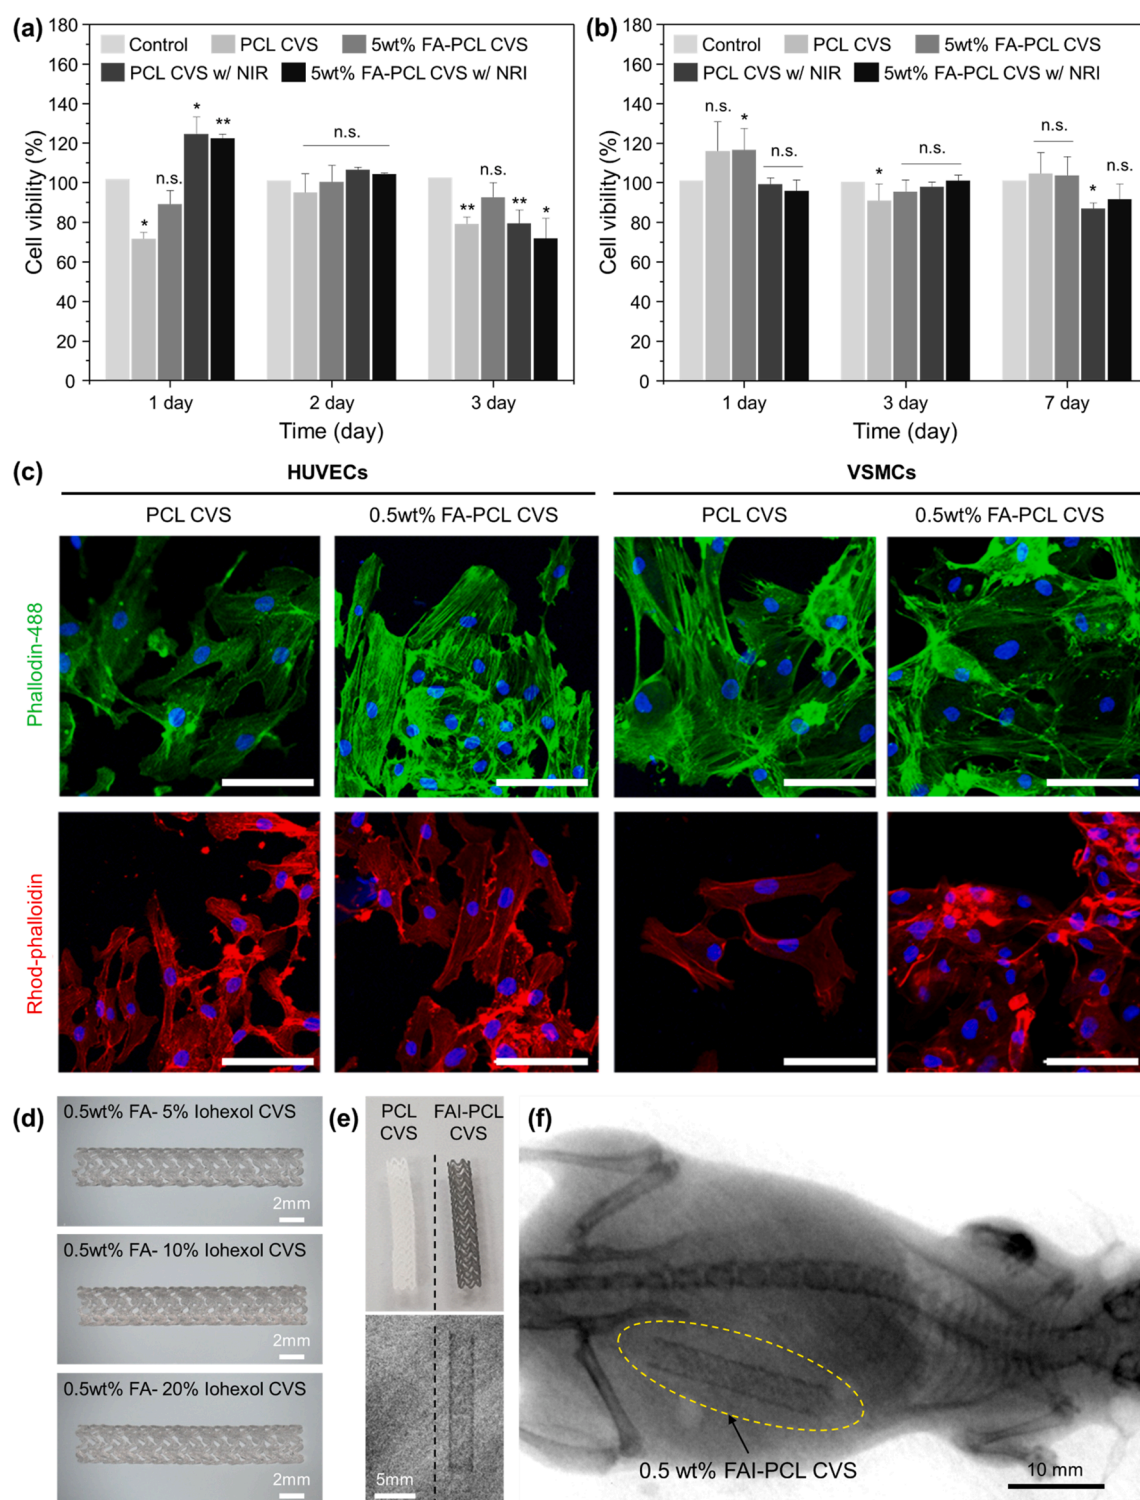 (a)
180
160
140
120
100
80
60
40
20
0
Cell vibility (%)
Control PCL CVS 5wt% FA-PCL CVS
PCL CVS w/ NIR 5wt% FA-PCL CVS w/ NRI
*
n.s.
*
**
n.s.
**
**
*
1 day 2 day 3 day
Time (day)
(b)
180
160
140
120
100
80
60
40
20
0
Cell vibility (%)
Control PCL CVS 5wt% FA-PCL CVS
PCL CVS w/ NIR 5wt% FA-PCL CVS w/ NRI
n.s.
*
n.s.
*
n.s.
n.s.
*
n.s.
1 day 3 day 7 day
Time (day)
(c)
HUVECs VSMCs
PCL CVS 0.5wt% FA-PCL CVS PCL CVS 0.5wt% FA-PCL CVS
Phallodin-488
Rhod-phalloidin
(d)
0.5wt% FA- 5% Iohexol CVS
2mm
0.5wt% FA- 10% Iohexol CVS
2mm
0.5wt% FA- 20% Iohexol CVS
2mm
(e)
PCL FAI-PCL
CVS CVS
5mm
(f)
0.5 wt% FAI-PCL CVS
10 mm